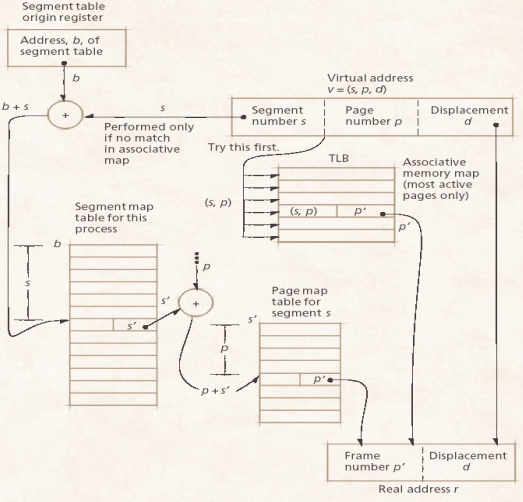 Segment table
origin register
Address, b, of
segment table
b
Virtual address
v = (s, p, d)
b + s
s
+
Segment
number s
Page
number p
Displacement
d
Performed only
if no match
in associative
map
Try this first.
TLB
Associative
memory map
(most active
pages only)
(s, p)
(s, p)
p′
p′
Segment map
table for this
process
b
s
p
s′
+
s′
Page map
table for
segment s
s′
p
p′
p + s′
Frame
number p′
Displacement
d
Real address r